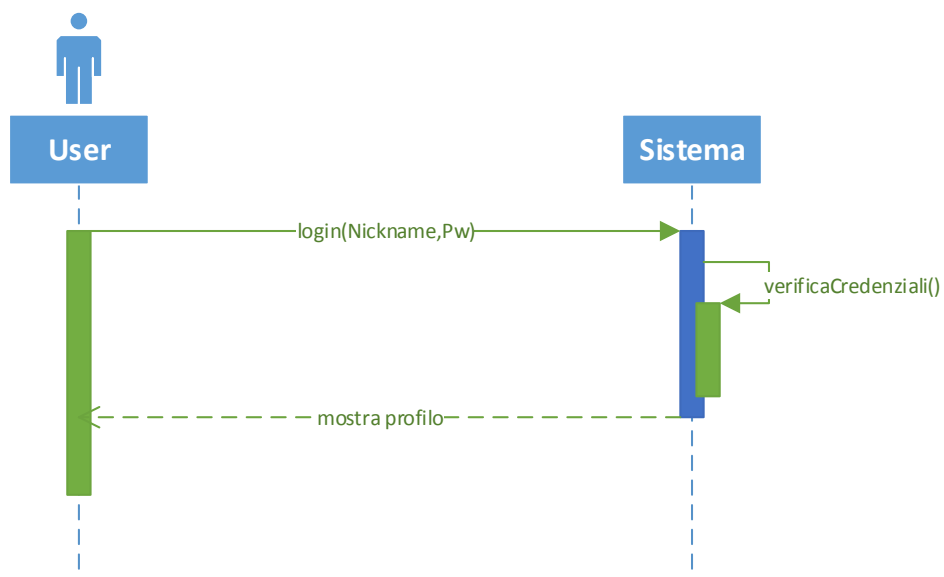 User
Sistema
login(Nickname,Pw)
verificaCredenziali()
mostra profilo